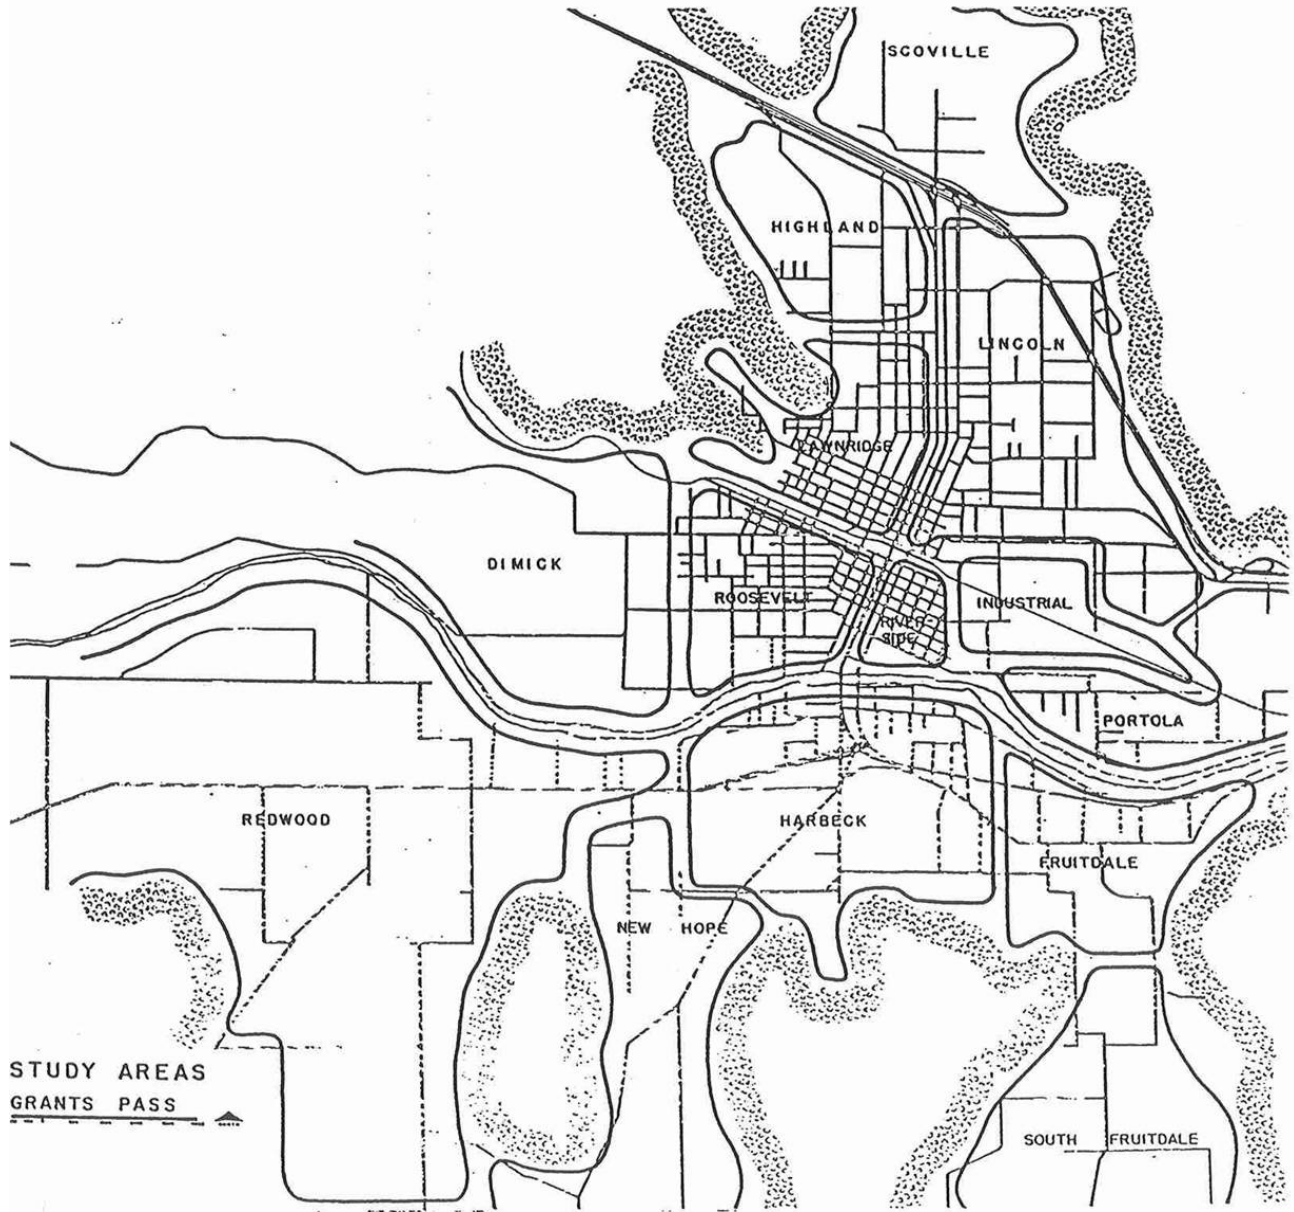 SCOVILLE
HIGHLAND
LINCOLN
LAWNRIDGE
DIMICK
ROOSEVELT
INDUSTRIAL
RIVER-
SIDE
PORTOLA
REDWOOD
HARBECK
FRUITDALE
NEW HOPE
STUDY AREAS
GRANTS PASS
SOUTH FRUITDALE